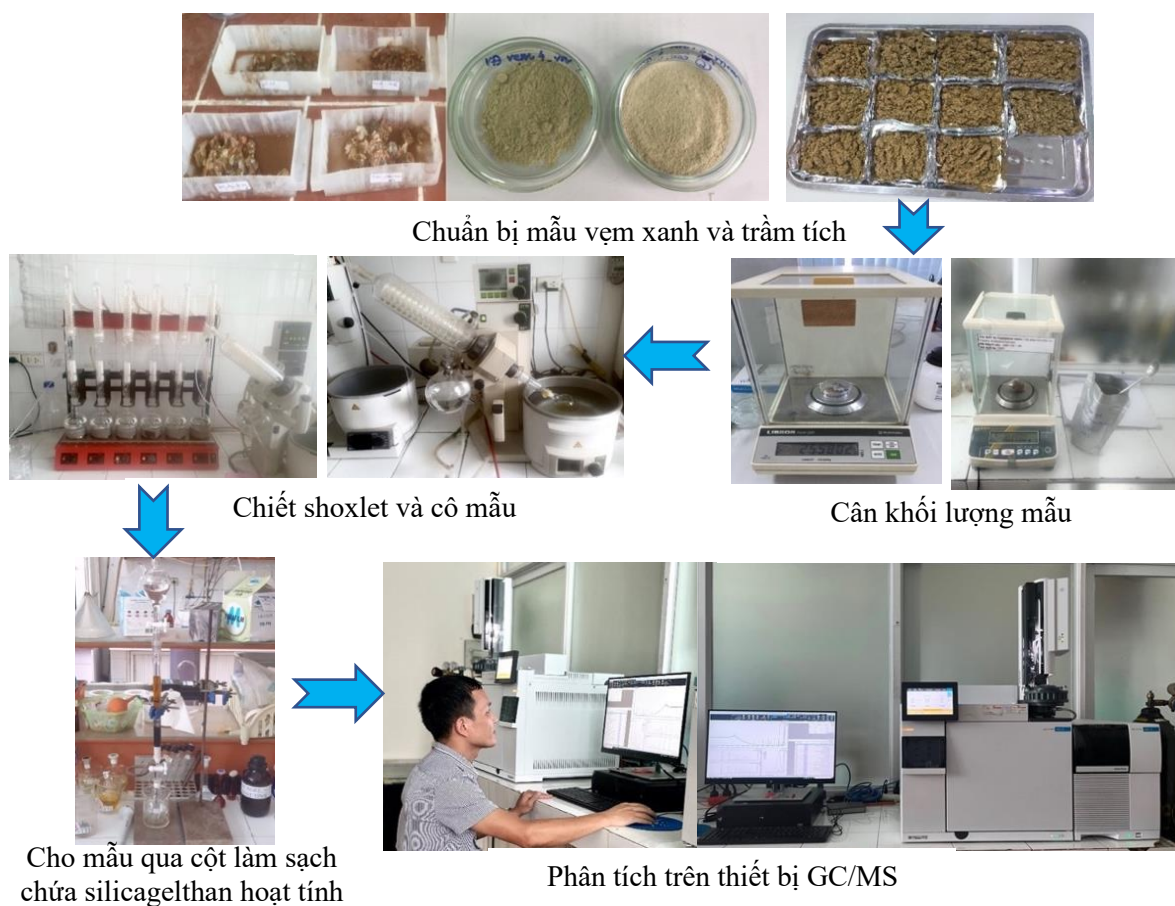 Chuẩn bị mẫu vẹm xanh và trầm tích
Chiết shoxlet và cô mẫu
Cân khối lượng mẫu
Cho mẫu qua cột làm sạch
chứa silicagelthan hoạt tính
Phân tích trên thiết bị GC/MS